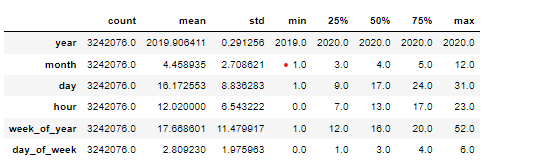 count mean std min 25% 50% 75% max
year 3242076.0 2019.906411 0.291256 2019.0 2020.0 2020.0 2020.0 2020.0
month 3242076.0 4.458935 2.708621 1.0 3.0 4.0 5.0 12.0
day 3242076.0 16.172553 8.836283 1.0 9.0 17.0 24.0 31.0
hour 3242076.0 12.020000 6.543222 0.0 7.0 13.0 17.0 23.0
week_of_year 3242076.0 17.668601 11.479917 1.0 12.0 16.0 20.0 52.0
day_of_week 3242076.0 2.809230 1.975963 0.0 1.0 3.0 4.0 6.0